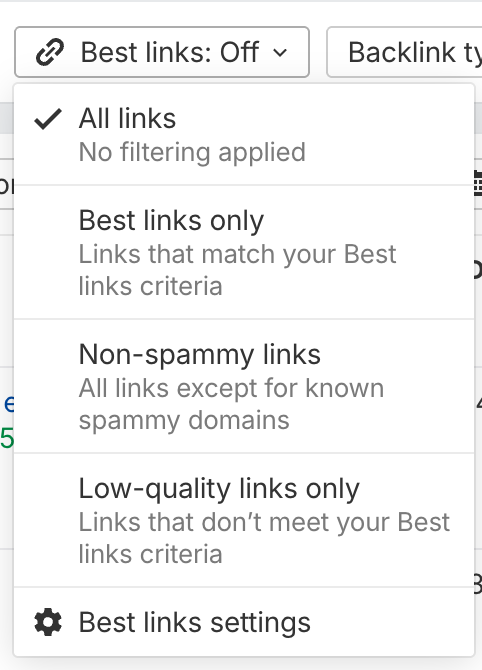 Best links: Off
Backlink ty
All links
No filtering applied
Best links only
Links that match your Best
links criteria
Non-spammy links
All links except for known
spammy domains
Low-quality links only
Links that don’t meet your Best
links criteria
Best links settings